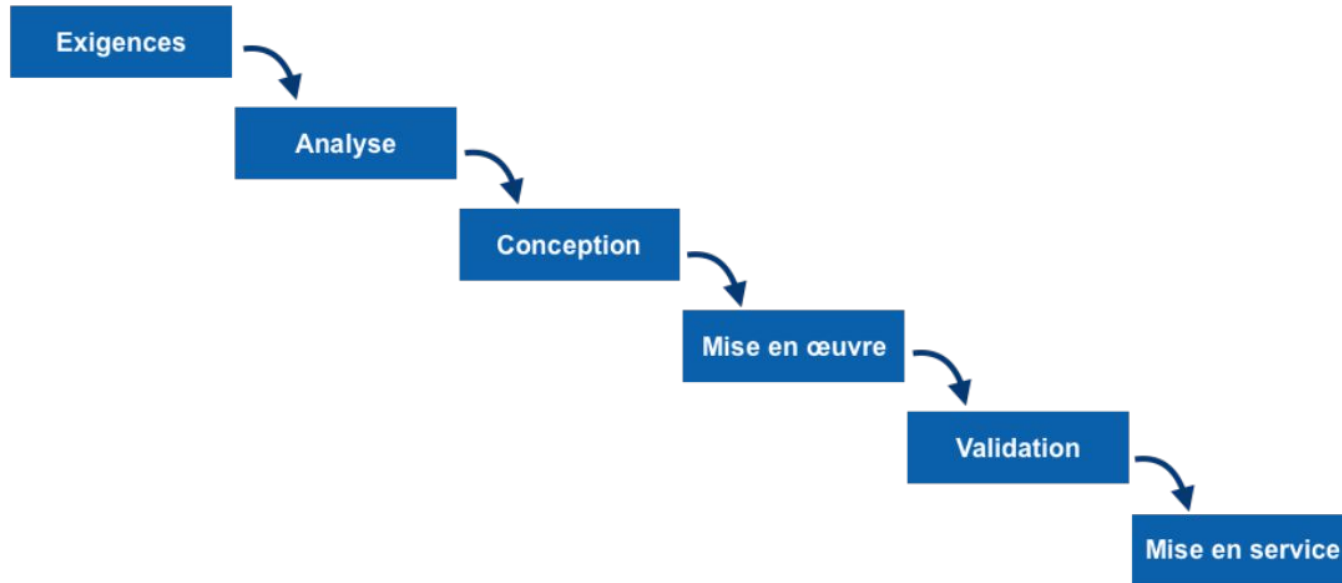 Exigences
Analyse
Conception
Mise en œuvre
Validation
Mise en service